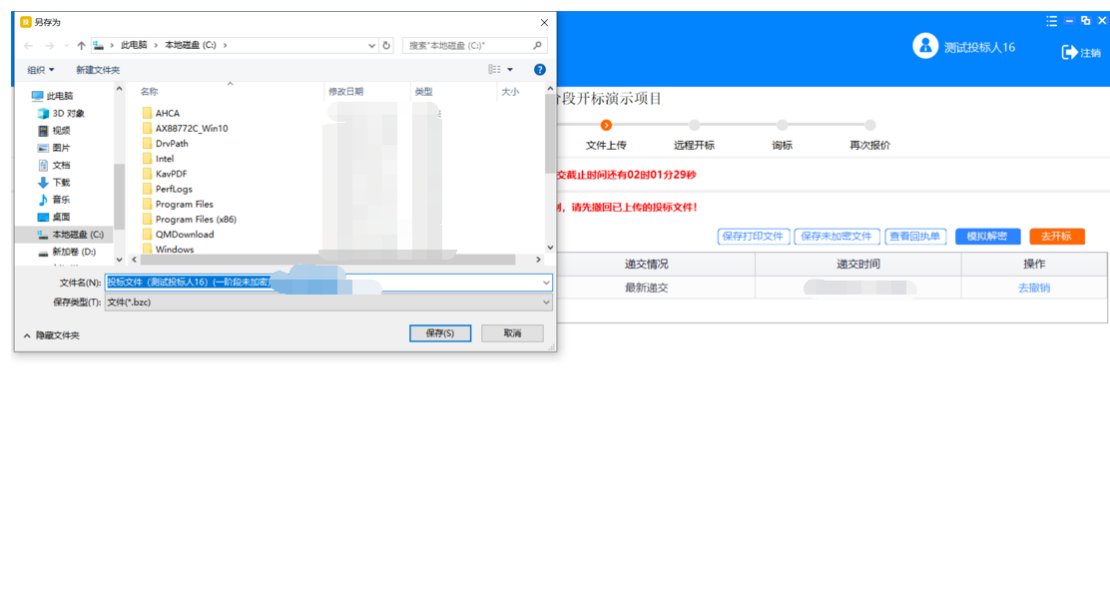 另存为
此电脑 › 本地磁盘 (C:) ›
搜索"本地磁盘 (C:)"
组织 新建文件夹
此电脑
3D 对象
视频
图片
文档
下载
音乐
桌面
本地磁盘 (C:)
新加卷 (D:)
名称 修改日期 类型 大小
AHCA
AX88772C_Win10
DrvPath
Intel
KavPDF
PerfLogs
Program Files
Program Files (x86)
QMDownload
Windows
文件名(N): 投标文件（测试投标人16）(一阶段未加密
保存类型(T): 文件(*.bzc)
隐藏文件夹
保存(S) 取消
测试投标人16
注销
段开标演示项目
文件上传 远程开标 询标 再次报价
交截止时间还有02时01分29秒
，请先撤回已上传的投标文件！
保存打印文件 保存未加密文件 查看回执单 模拟解密 去开标
递交情况 递交时间 操作
最新递交 去撤销